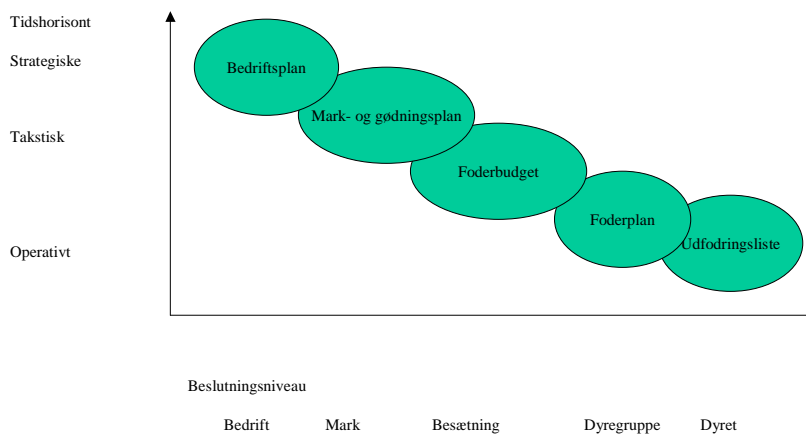 Tidshorisont
Strategiske
Bedriftsplan
Mark- og gødningsplan
Takstisk
Foderbudget
Foderplan
Udfodringsliste
Operativt
Beslutningsniveau
Bedrift Mark Besætning Dyregruppe Dyret